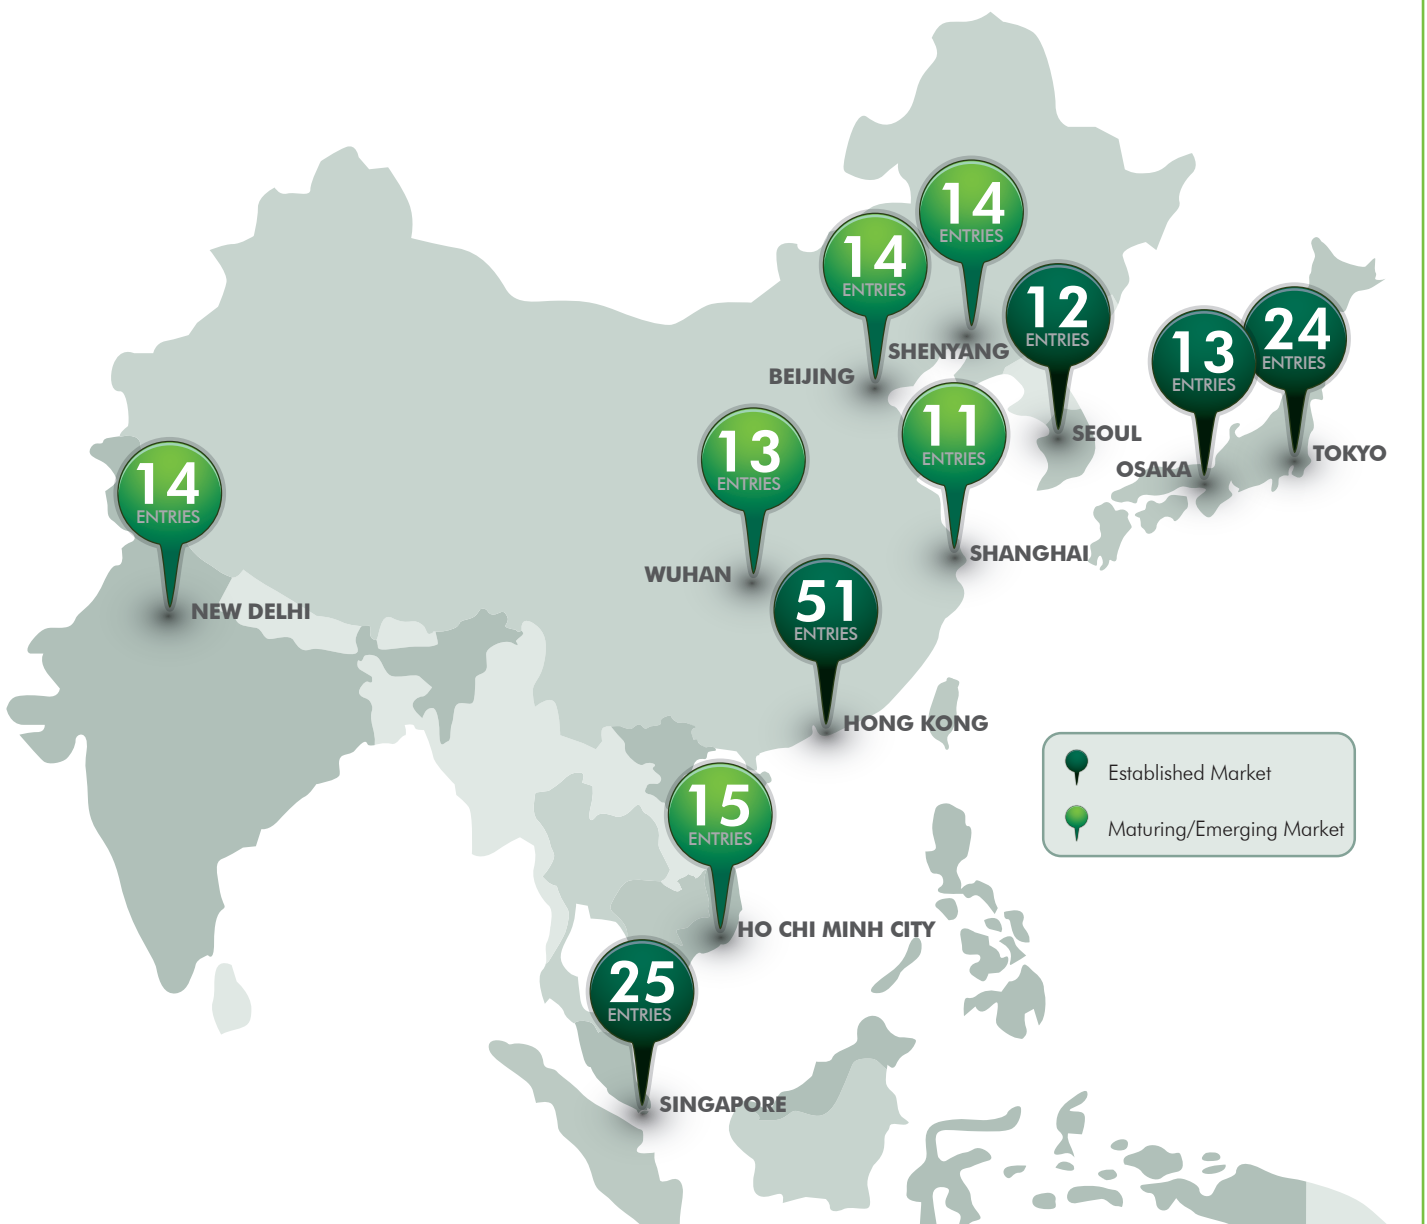 14
ENTRIES
SHENYANG
14
ENTRIES
BEIJING
12
ENTRIES
SEOUL
24
ENTRIES
TOKYO
13
ENTRIES
OSAKA
11
ENTRIES
SHANGHAI
13
ENTRIES
WUHAN
14
ENTRIES
NEW DELHI
51
ENTRIES
HONG KONG
Established Market
Maturing/Emerging Market
15
ENTRIES
HO CHI MINH CITY
25
ENTRIES
SINGAPORE